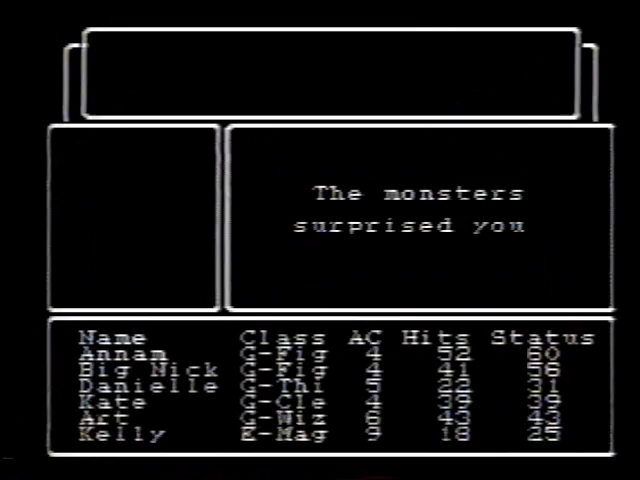 The monsters
surprised you
Name Class AC Hits Status
Annam G-Fig 4 52 60
Big Nick G-Fig 4 41 56
Danielle G-Thi 5 22 31
Kate G-Cle 4 39 39
Art G-Wiz 6 43 43
Kelly E-Mag 9 18 25